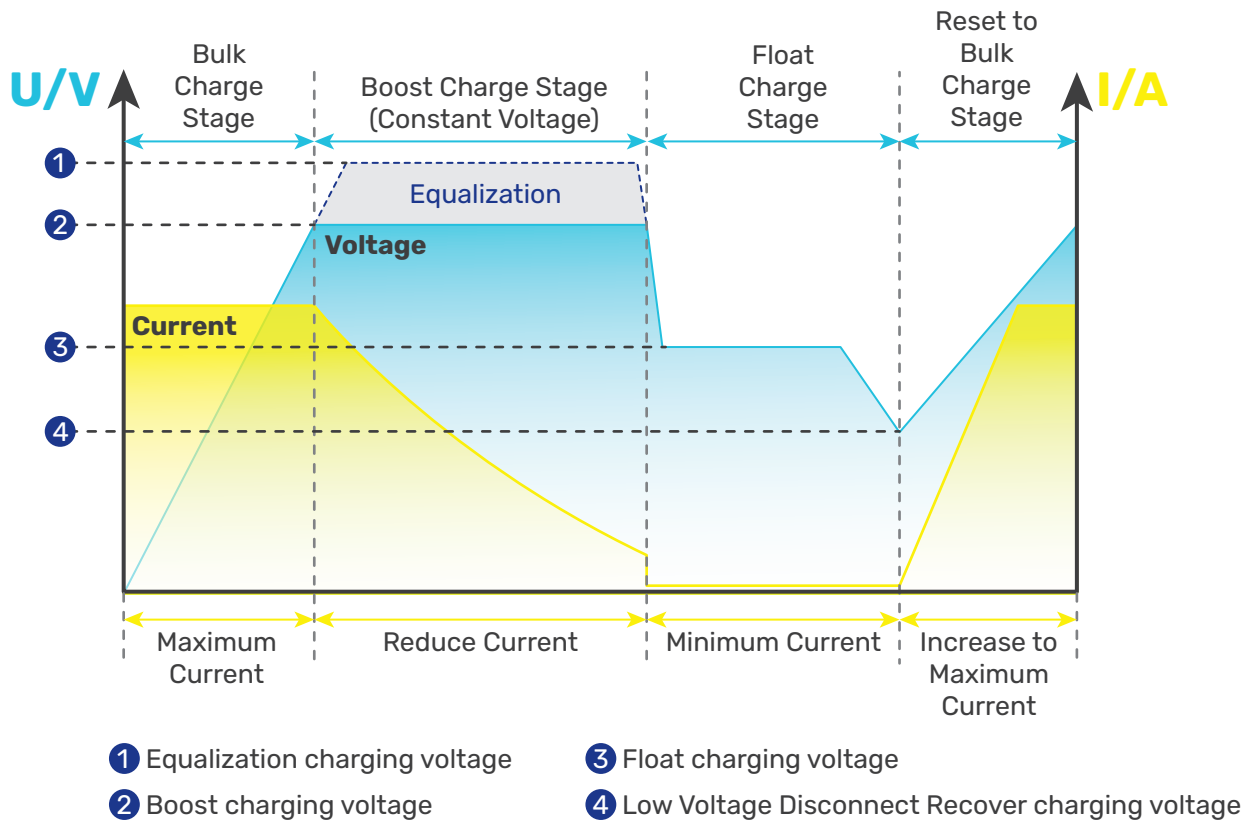 Reset to
Bulk
Charge
Stage
Bulk
Charge
Stage
Boost Charge Stage
(Constant Voltage)
Float
Charge
Stage
U/V
I/A
1
Equalization
2
Voltage
Current
3
4
Maximum
Current
Reduce Current
Minimum Current
Increase to
Maximum
Current
1 Equalization charging voltage
2 Boost charging voltage
3 Float charging voltage
4 Low Voltage Disconnect Recover charging voltage